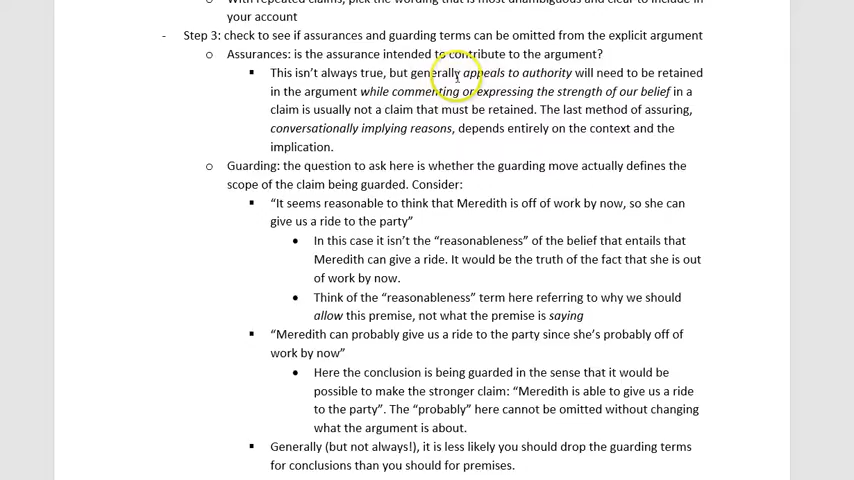 With repeated claims, pick the wording that is most unambiguous and clear to include in
your account
- Step 3: check to see if assurances and guarding terms can be omitted from the explicit argument
o Assurances: is the assurance intended to contribute to the argument?
▪ This isn't always true, but generally appeals to authority will need to be retained
in the argument while commenting or expressing the strength of our belief in a
claim is usually not a claim that must be retained. The last method of assuring,
conversationally implying reasons, depends entirely on the context and the
implication.
o Guarding: the question to ask here is whether the guarding move actually defines the
scope of the claim being guarded. Consider:
▪ “It seems reasonable to think that Meredith is off of work by now, so she can
give us a ride to the party”
• In this case it isn't the “reasonableness” of the belief that entails that
Meredith can give a ride. It would be the truth of the fact that she is out
of work by now.
• Think of the “reasonableness” term here referring to why we should
allow this premise, not what the premise is saying
▪ “Meredith can probably give us a ride to the party since she's probably off of
work by now”
• Here the conclusion is being guarded in the sense that it would be
possible to make the stronger claim: “Meredith is able to give us a ride
to the party”. The “probably” here cannot be omitted without changing
what the argument is about.
▪ Generally (but not always!), it is less likely you should drop the guarding terms
for conclusions than you should for premises.